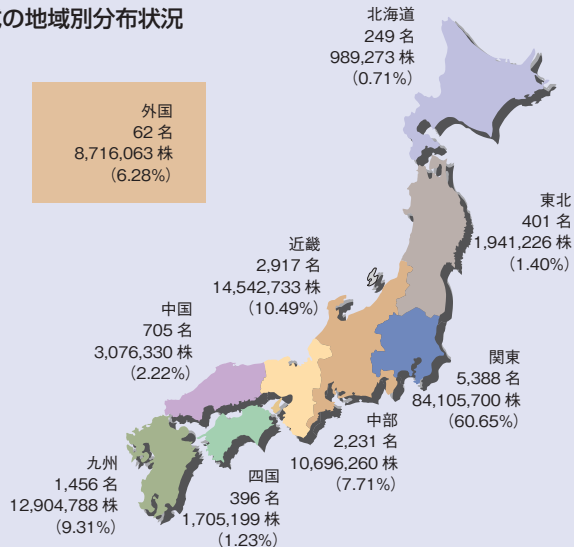 の地域別分布状況
北海道
249 名
989,273 株
(0.71%)
外国
62 名
8,716,063 株
(6.28%)
東北
401 名
1,941,226 株
(1.40%)
近畿
2,917 名
14,542,733 株
(10.49%)
中国
705 名
3,076,330 株
(2.22%)
関東
5,388 名
84,105,700 株
(60.65%)
中部
2,231 名
10,696,260 株
(7.71%)
九州
1,456 名
12,904,788 株
(9.31%)
四国
396 名
1,705,199 株
(1.23%)